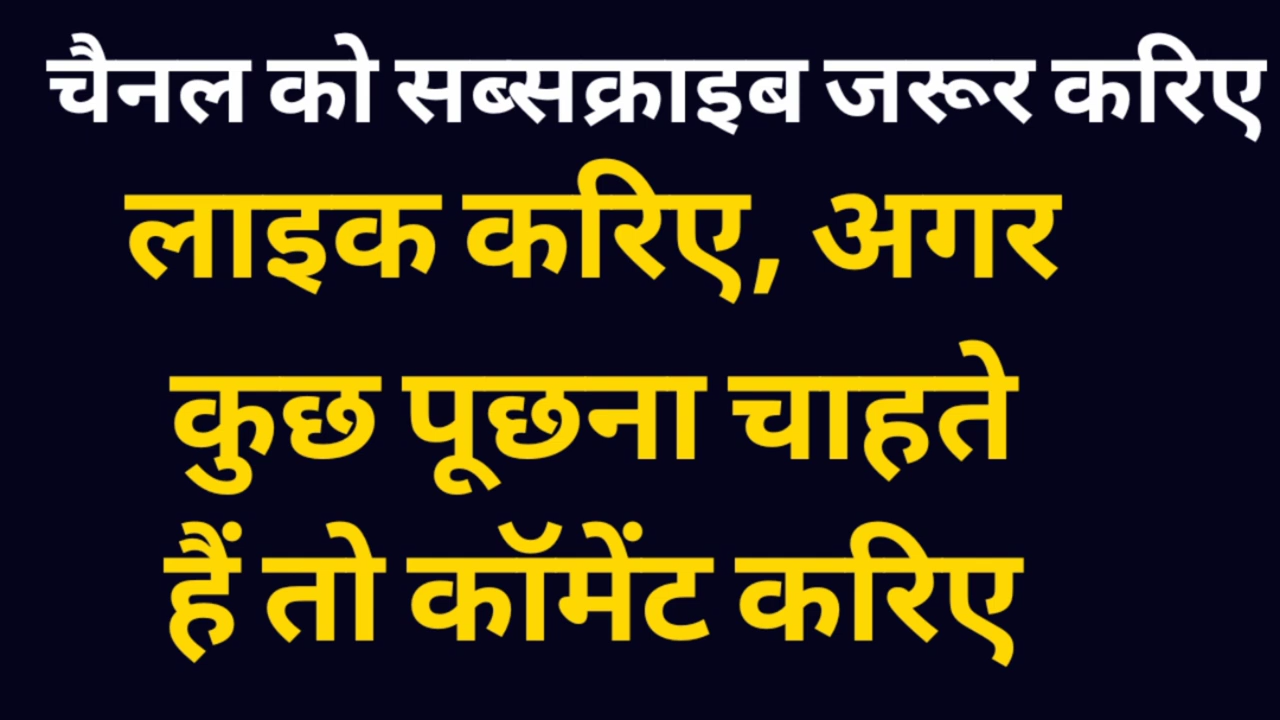 चैनल को सब्सक्राइब जरूर करिए
लाइक करिए, अगर
कुछ पूछना चाहते
हैं तो कॉमेंट करिए